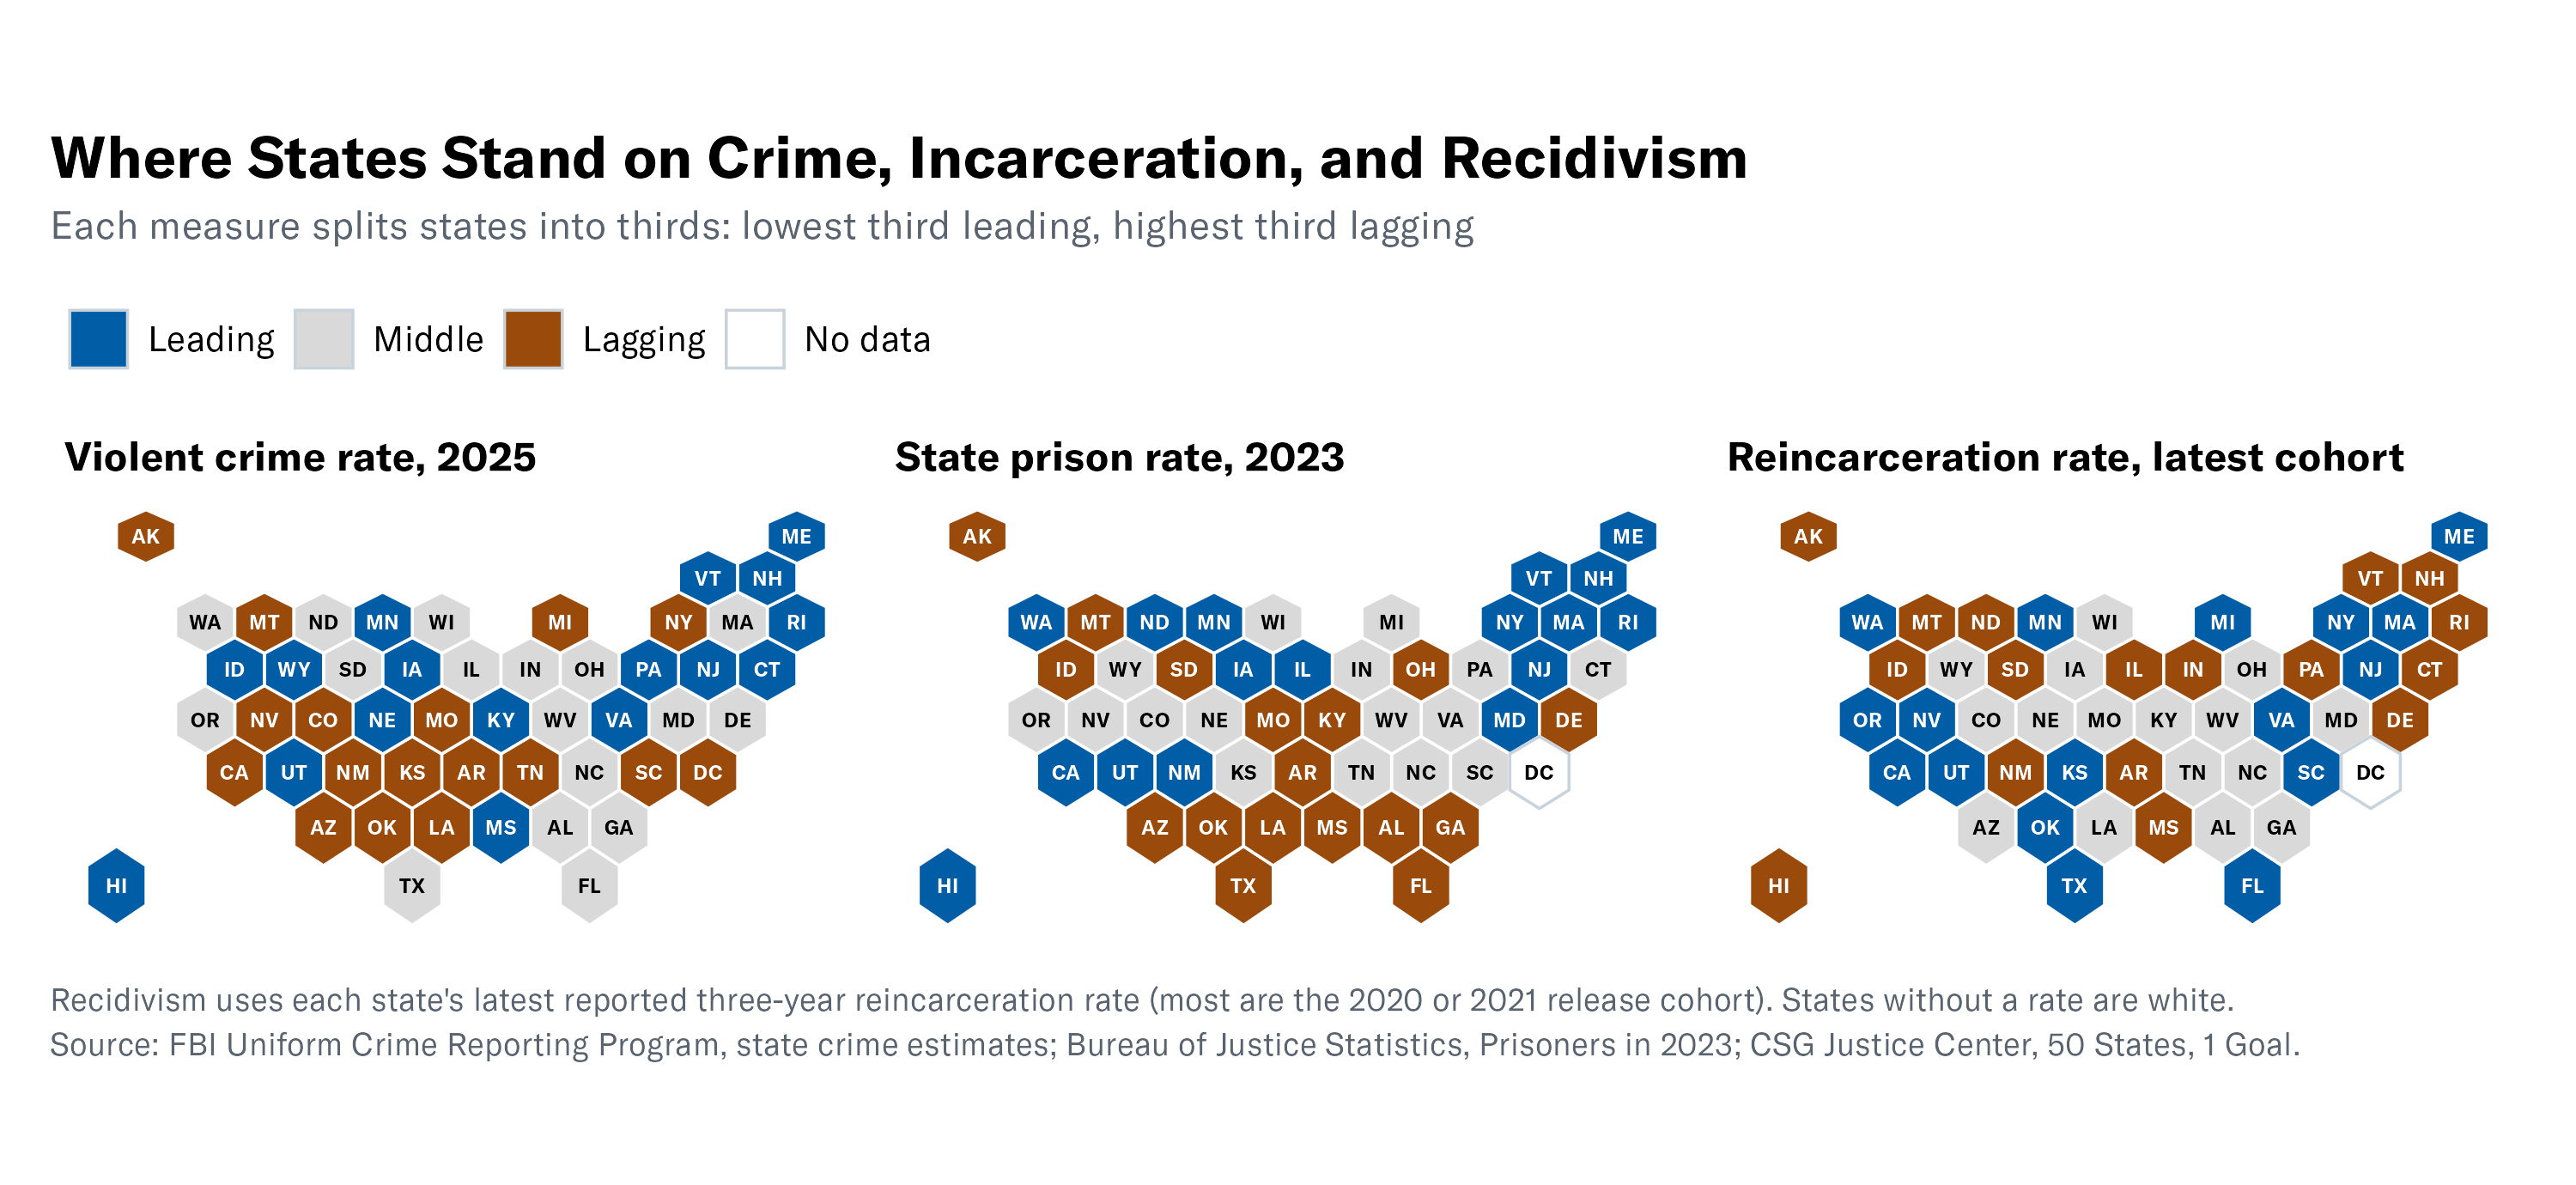 Where States Stand on Crime, Incarceration, and Recidivism
Each measure splits states into thirds: lowest third leading, highest third lagging
Leading Middle Lagging No data
Violent crime rate, 2025
AK ME
VT NH
WA MT ND MN WI MI NY MA RI
ID WY SD IA IL IN OH PA NJ CT
OR NV CO NE MO KY WV VA MD DE
CA UT NM KS AR TN NC SC DC
AZ OK LA MS AL GA
HI TX FL
State prison rate, 2023
AK ME
VT NH
WA MT ND MN WI MI NY MA RI
ID WY SD IA IL IN OH PA NJ CT
OR NV CO NE MO KY WV VA MD DE
CA UT NM KS AR TN NC SC DC
AZ OK LA MS AL GA
HI TX FL
Reincarceration rate, latest cohort
AK ME
VT NH
WA MT ND MN WI MI NY MA RI
ID WY SD IA IL IN OH PA NJ CT
OR NV CO NE MO KY WV VA MD DE
CA UT NM KS AR TN NC SC DC
AZ OK LA MS AL GA
HI TX FL
Recidivism uses each state's latest reported three-year reincarceration rate (most are the 2020 or 2021 release cohort). States without a rate are white.
Source: FBI Uniform Crime Reporting Program, state crime estimates; Bureau of Justice Statistics, Prisoners in 2023; CSG Justice Center, 50 States, 1 Goal.